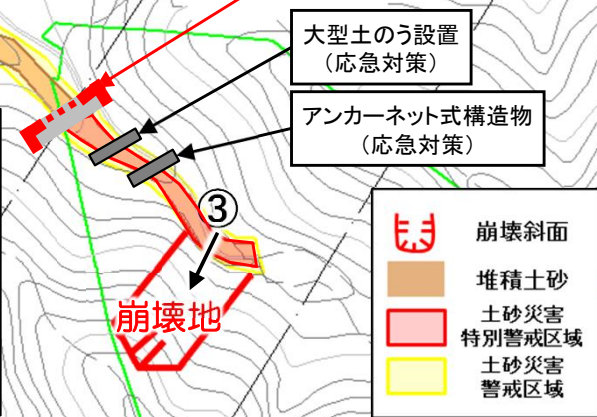 大型土のう設置
（応急対策）
アンカーネット式構造物
（応急対策）
③
崩壊地
崩壊斜面
堆積土砂
土砂災害
特別警戒区域
土砂災害
警戒区域